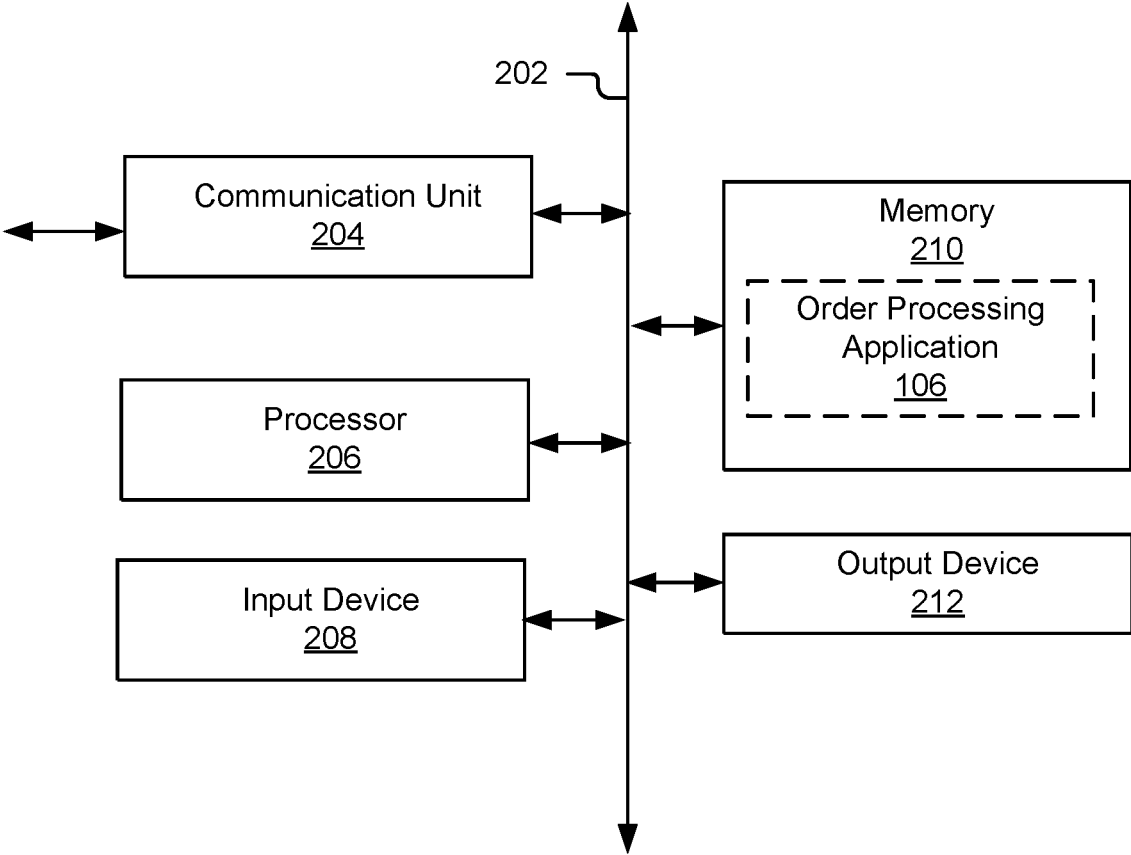 202
Communication Unit
204
Memory
210
Order Processing
Application
106
Processor
206
Output Device
212
Input Device
208